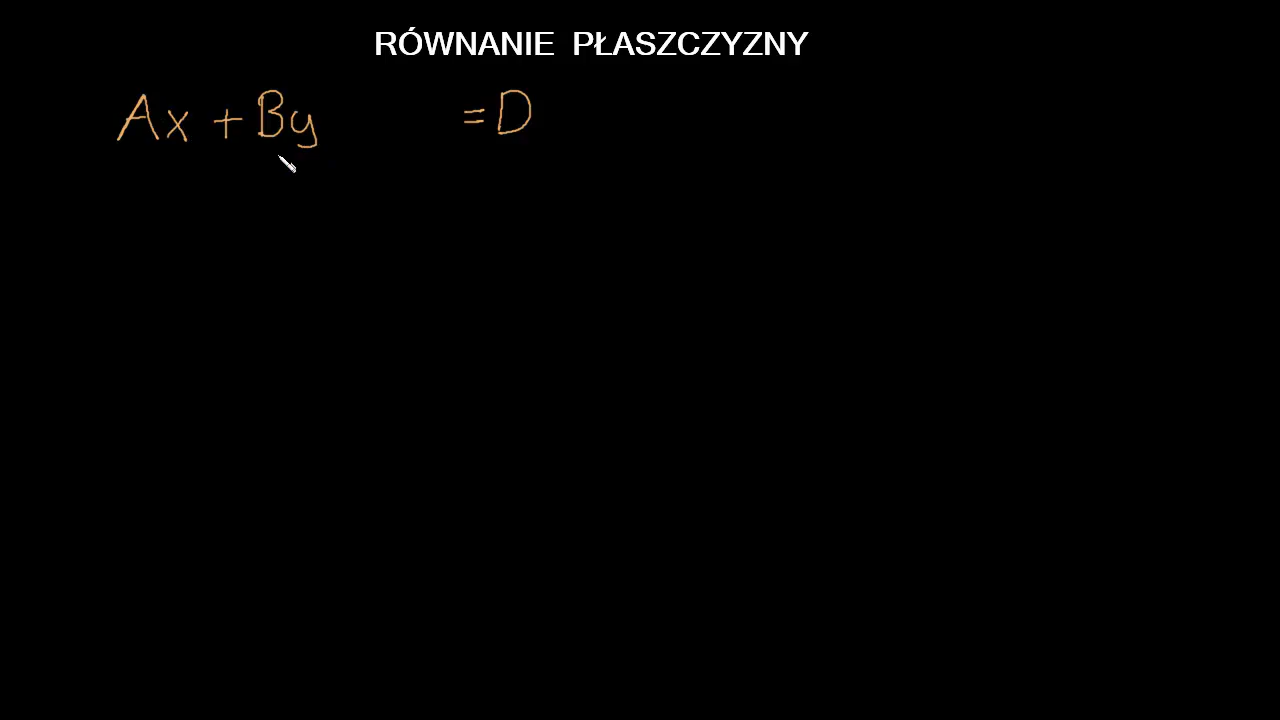 RÓWNANIE PŁASZCZYZNY
Ax + By = D